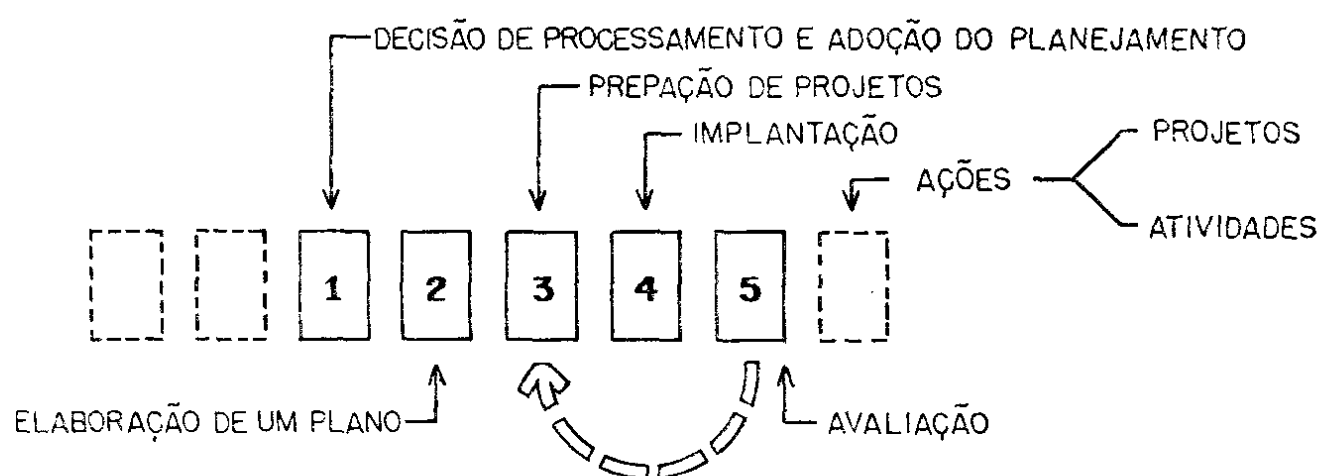 DECISÃO DE PROCESSAMENTO E ADOÇÃO DO PLANEJAMENTO
PREPAÇÃO DE PROJETOS
IMPLANTAÇÃO
PROJETOS
AÇÕES
ATIVIDADES
1 2 3 4 5
ELABORAÇÃO DE UM PLANO
AVALIAÇÃO